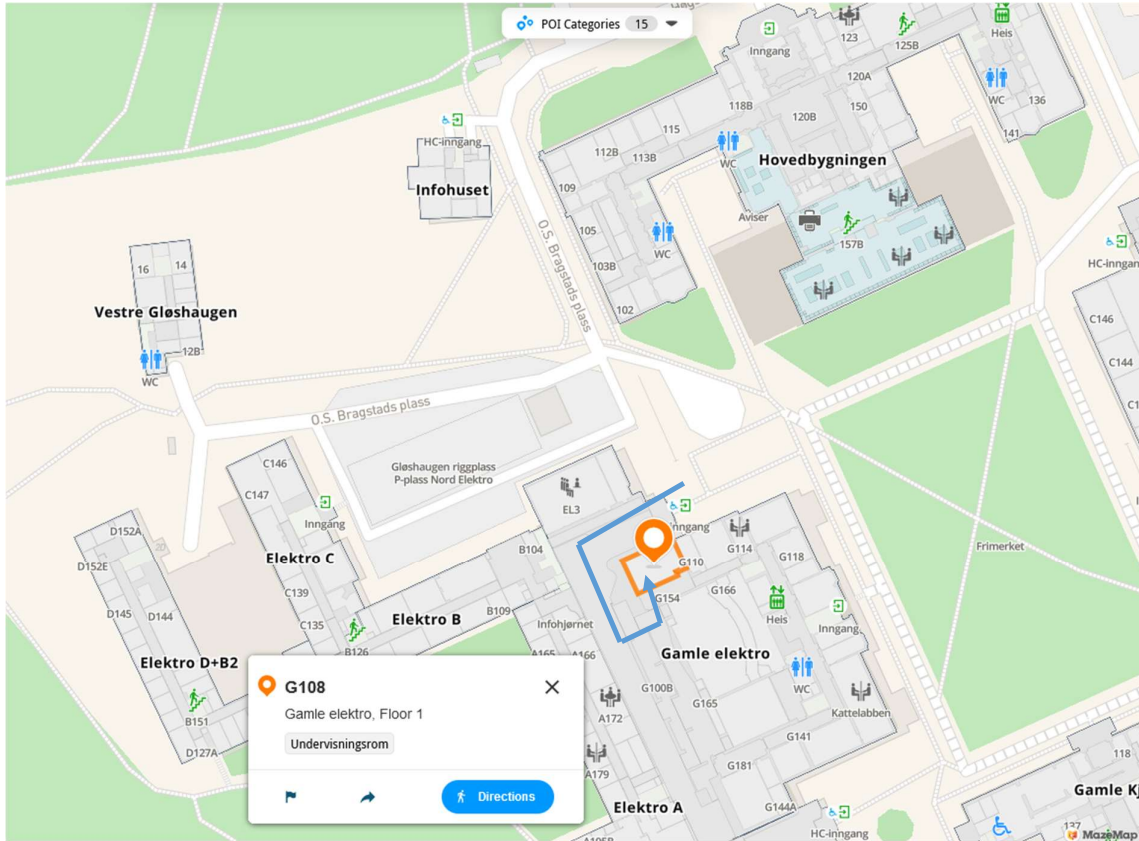 POI Categories 15
123
125B
Heis
Inngang
120A
WC
136
118B
150
120B
141
HC-inngang
115
112B
113B
WC
Hovedbygningen
Infohuset
109
Aviser
105
O.S. Bragstads plass
157B
WC
103B
HC-inngan
16
14
102
Vestre Gløshaugen
C146
12B
WC
C144
O.S. Bragstads plass
C1
C146
Gløshaugen riggplass
P-plass Nord Elektro
C147
EL3
Inngang
nngang
D152A
20
B104
G114
Frimerket
Elektro C
G110
G118
D152E
C139
G154
G166
D145
D144
B109
Heis
C135
Elektro B
Infohjørnet
Inngang
B126
A165
A166
Gamle elektro
Elektro D+B2
WC
G108
G100B
B151
Gamle elektro, Floor 1
G165
A172
Kattelabben
Undervisningsrom
D127A
G141
118
G181
A179
Gamle Kj
Directions
Elektro A
G144A
137
HC-inngang
MazeMap
A195B